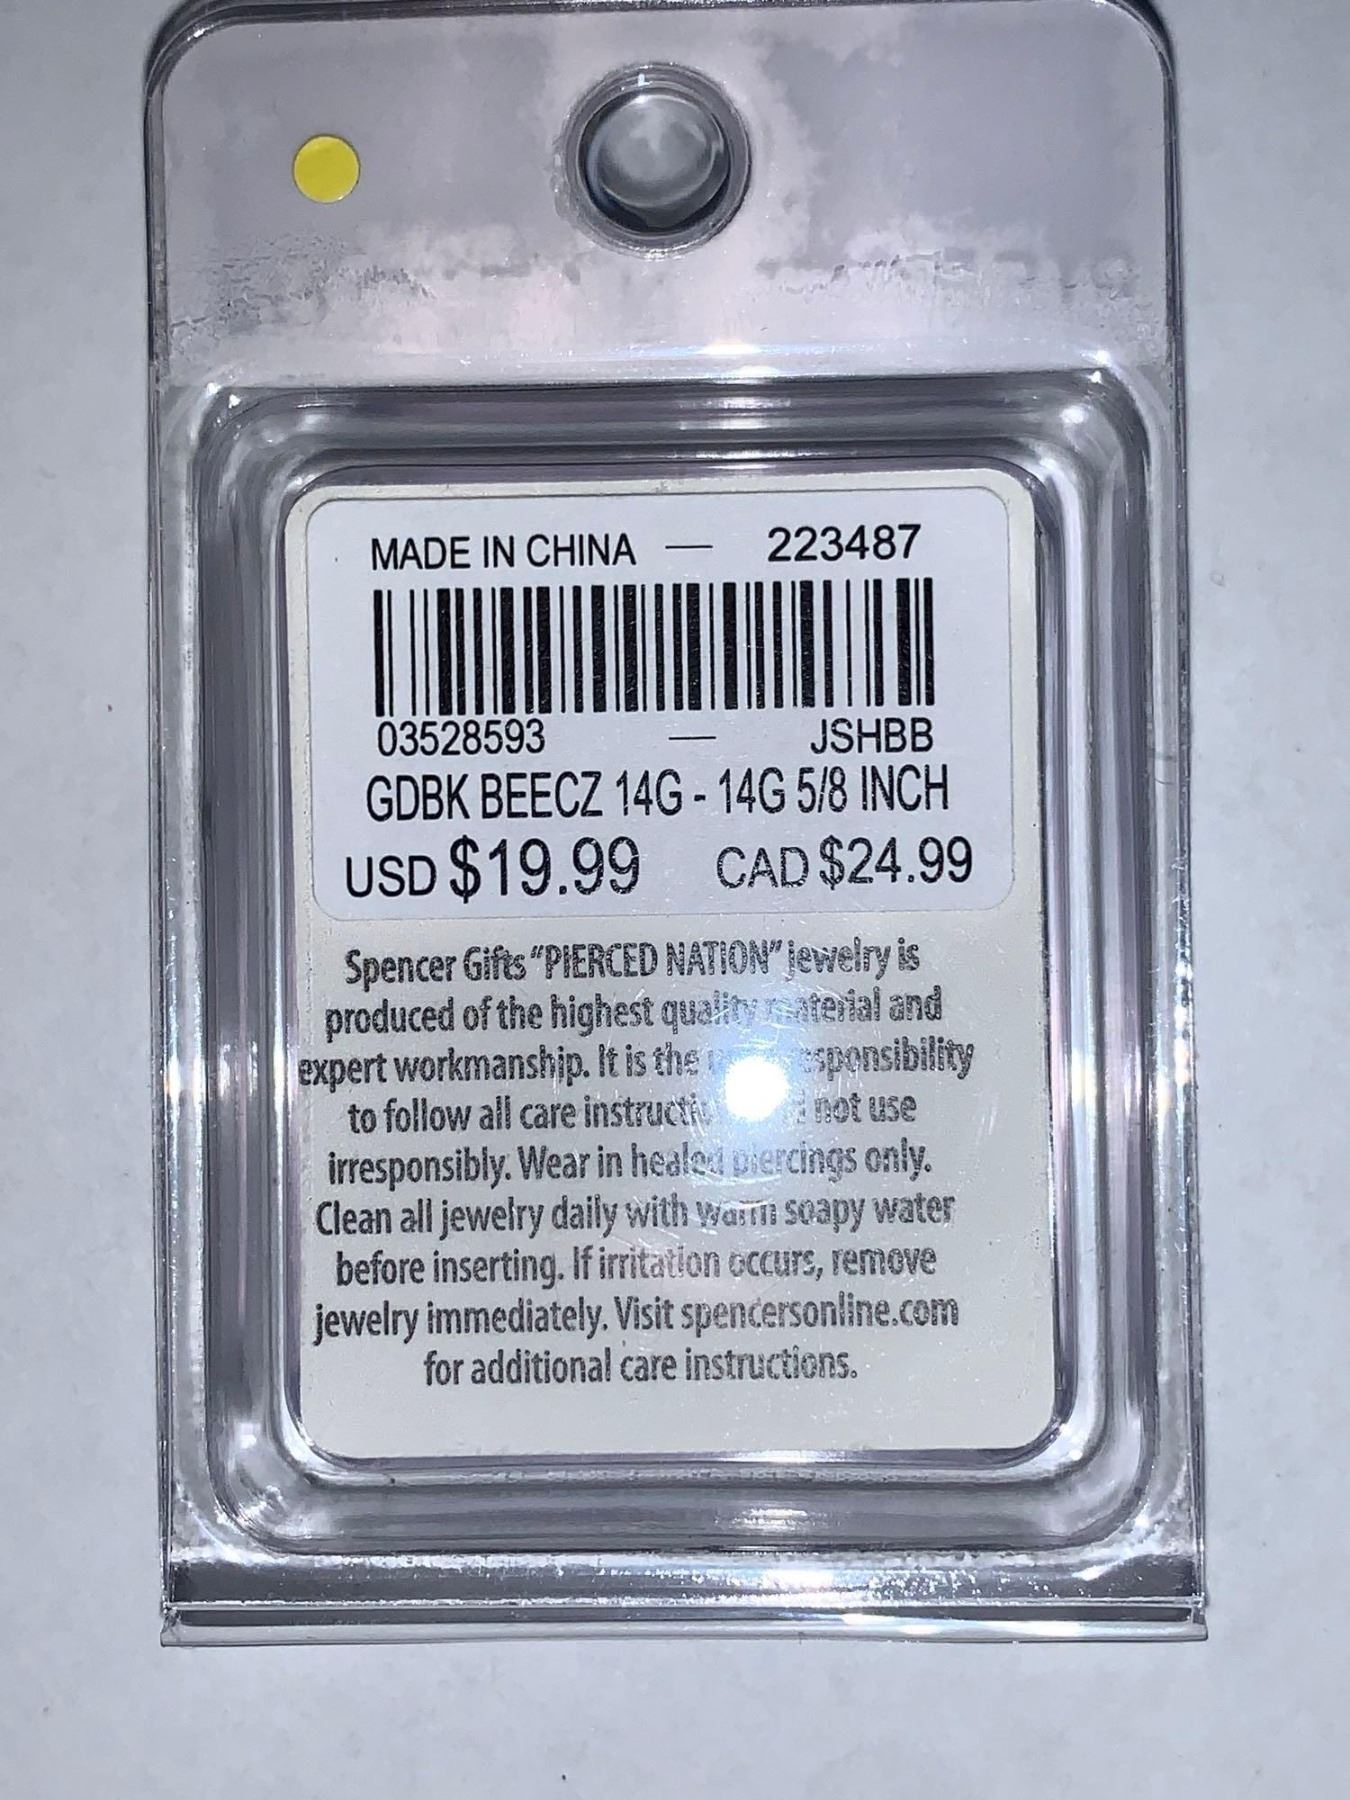 MADE IN CHINA — 223487
03528593 — JSHBB
GDBK BEECZ 14G - 14G 5/8 INCH
USD $19.99 CAD $24.99
Spencer Gifts "PIERCED NATION" jewelry is
produced of the highest quality material and
expert workmanship. It is the responsibility
to follow all care not use
irresponsibly. Wear in healed piercings only.
Clean all jewelry daily with warm soapy water
before inserting. If irritation occurs, remove
jewelry immediately. Visit spencersonline.com
for additional care instructions.